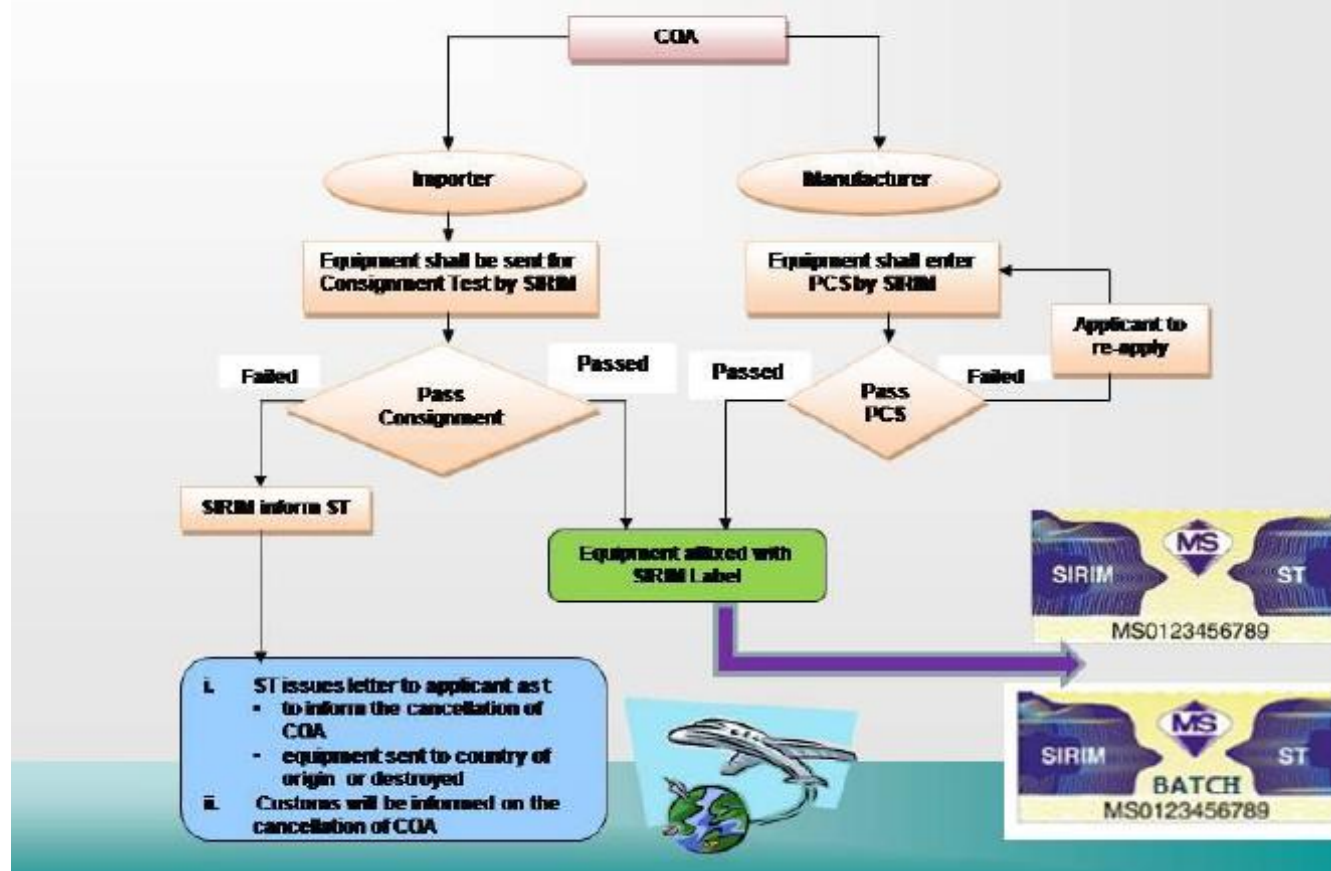 COA
Importer
Manufacturer
Equipment shall be sent for
Consignment Test by SIRIM
Equipment shall enter
PCS by SIRIM
Applicant to
re-apply
Failed
Passed
Passed
Failed
Pass
Consignment
Pass
PCS
SIRIM inform ST
Equipment affixed with
SIRIM Label
MS
SIRIM
ST
MS0123456789
i. ST issues letter to applicant as t
▪ to inform the cancellation of
COA
▪ equipment sent to country of
origin or destroyed
ii. Customs will be informed on the
cancellation of COA
MS
SIRIM
ST
BATCH
MS0123456789